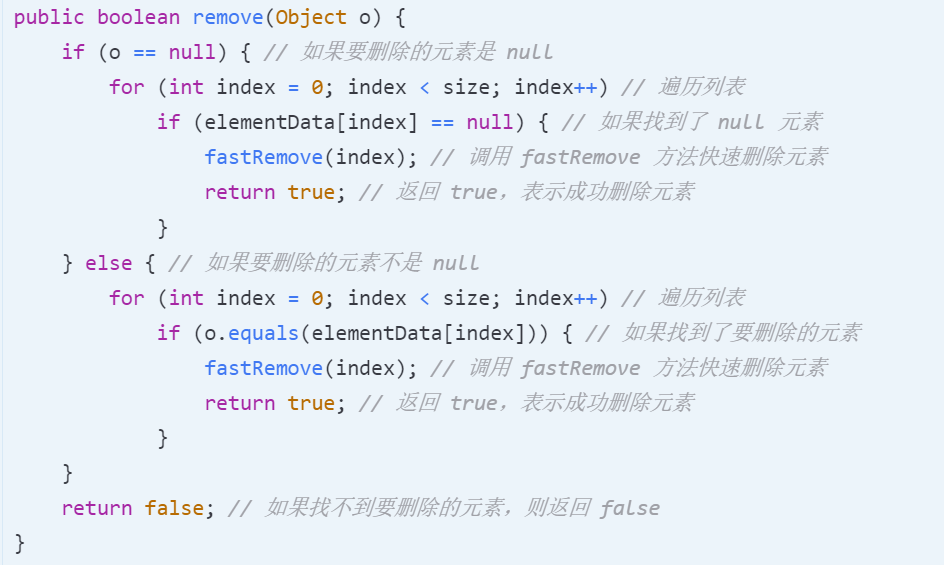 public boolean remove(Object o) {
    if (o == null) { // 如果要删除的元素是 null
        for (int index = 0; index < size; index++) // 遍历列表
            if (elementData[index] == null) { // 如果找到了 null 元素
                fastRemove(index); // 调用 fastRemove 方法快速删除元素
                return true; // 返回 true，表示成功删除元素
            }
    } else { // 如果要删除的元素不是 null
        for (int index = 0; index < size; index++) // 遍历列表
            if (o.equals(elementData[index])) { // 如果找到了要删除的元素
                fastRemove(index); // 调用 fastRemove 方法快速删除元素
                return true; // 返回 true，表示成功删除元素
            }
    }
    return false; // 如果找不到要删除的元素，则返回 false
}